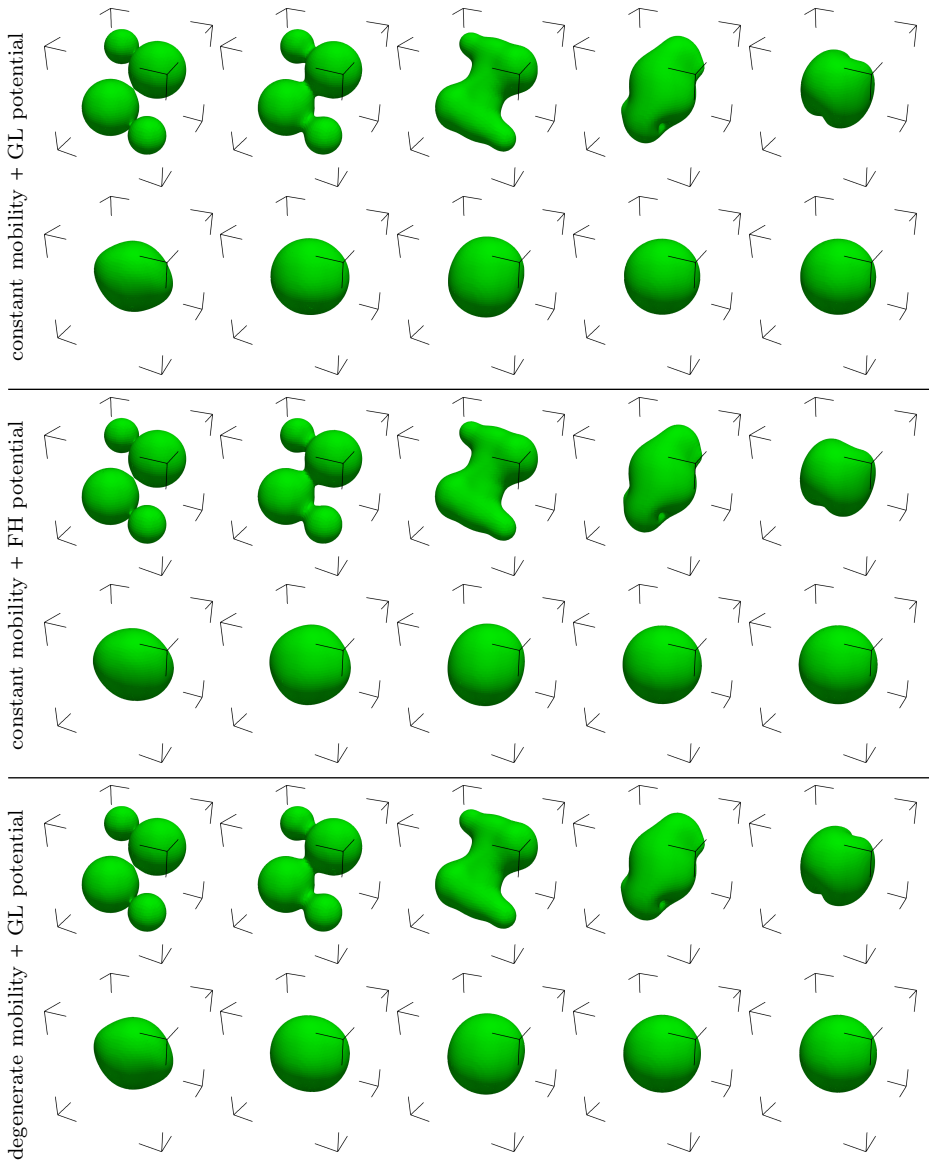 constant mobility + GL potential
constant mobility + FH potential
degenerate mobility + GL potential